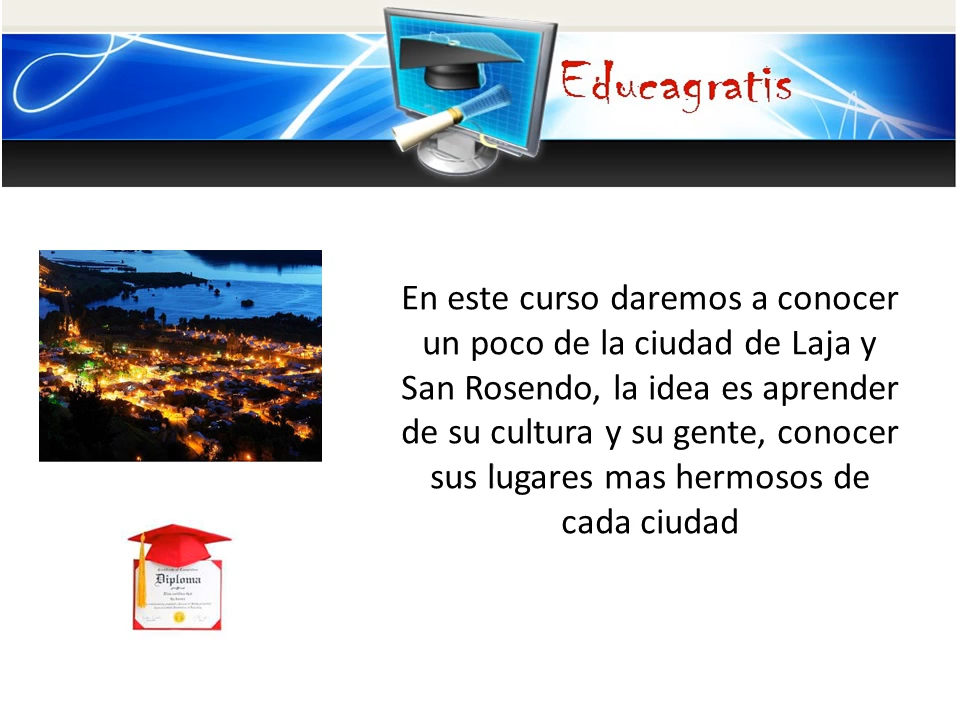 Educagratis
En este curso daremos a conocer
un poco de la ciudad de Laja y
San Rosendo, la idea es aprender
de su cultura y su gente, conocer
sus lugares mas hermosos de
cada ciudad
Diploma